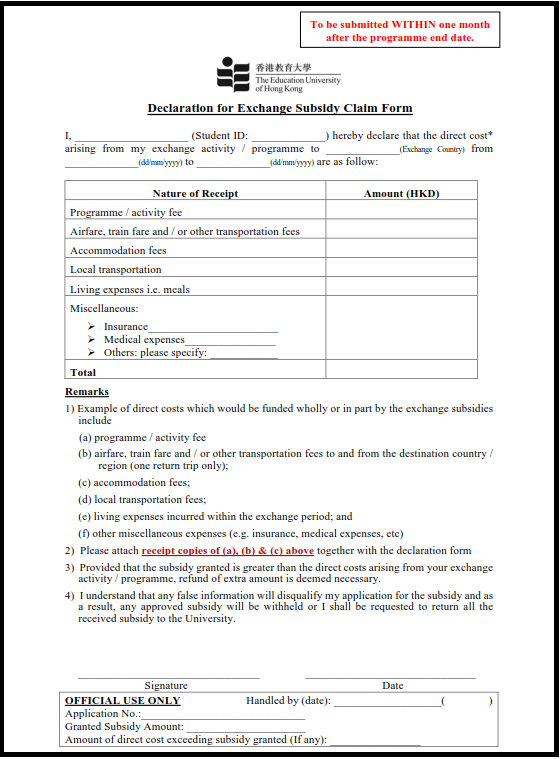 To be submitted WITHIN one month
after the programme end date.
香港教育大學
The Education University
of Hong Kong
Declaration for Exchange Subsidy Claim Form
I, ____________________ (Student ID: _____________) hereby declare that the direct cost*
arising from my exchange activity / programme to _____________(Exchange Country) from
_____________(dd/mm/yyyy) to _____________(dd/mm/yyyy) are as follow:
Nature of Receipt Amount (HKD)
Programme / activity fee
Airfare, train fare and / or other transportation fees
Accommodation fees
Local transportation
Living expenses i.e. meals
Miscellaneous:
➢ Insurance_______________________
➢ Medical expenses________________
➢ Others: please specify: ____________
Total
Remarks
1) Example of direct costs which would be funded wholly or in part by the exchange subsidies
include
(a) programme / activity fee
(b) airfare, train fare and / or other transportation fees to and from the destination country /
region (one return trip only);
(c) accommodation fees;
(d) local transportation fees;
(e) living expenses incurred within the exchange period; and
(f) other miscellaneous expenses (e.g. insurance, medical expenses, etc)
2) Please attach receipt copies of (a), (b) & (c) above together with the declaration form
3) Provided that the subsidy granted is greater than the direct costs arising from your exchange
activity / programme, refund of extra amount is deemed necessary.
4) I understand that any false information will disqualify my application for the subsidy and as
a result, any approved subsidy will be withheld or I shall be requested to return all the
received subsidy to the University.
Signature Date
OFFICIAL USE ONLY Handled by (date): ___________________( )
Application No.:_____________________________
Granted Subsidy Amount: _____________________
Amount of direct cost exceeding subsidy granted (If any): ________________